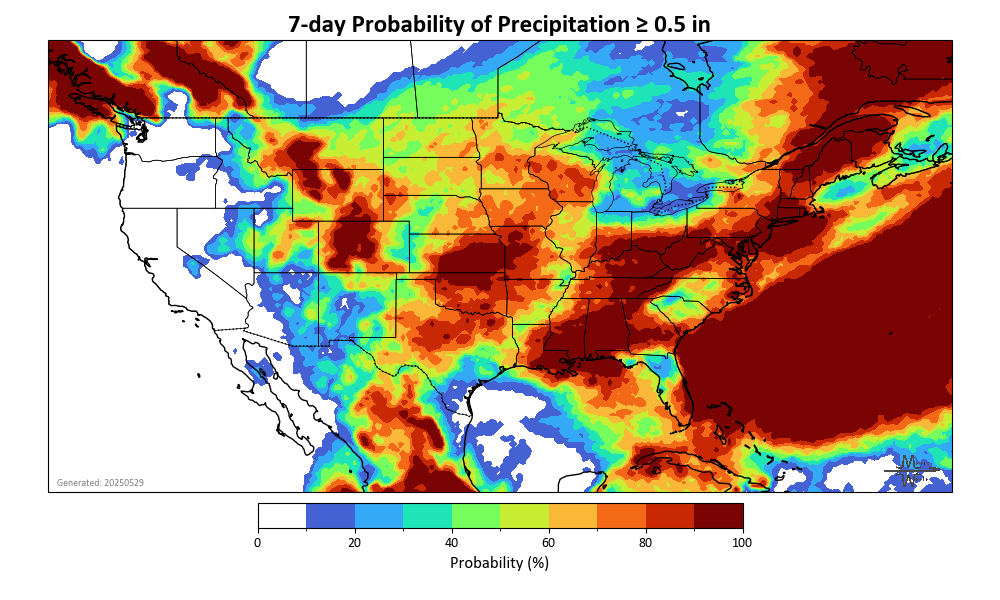 7-day Probability of Precipitation ≥ 0.5 in
Generated: 20250529
0 20 40 60 80 100
Probability (%)